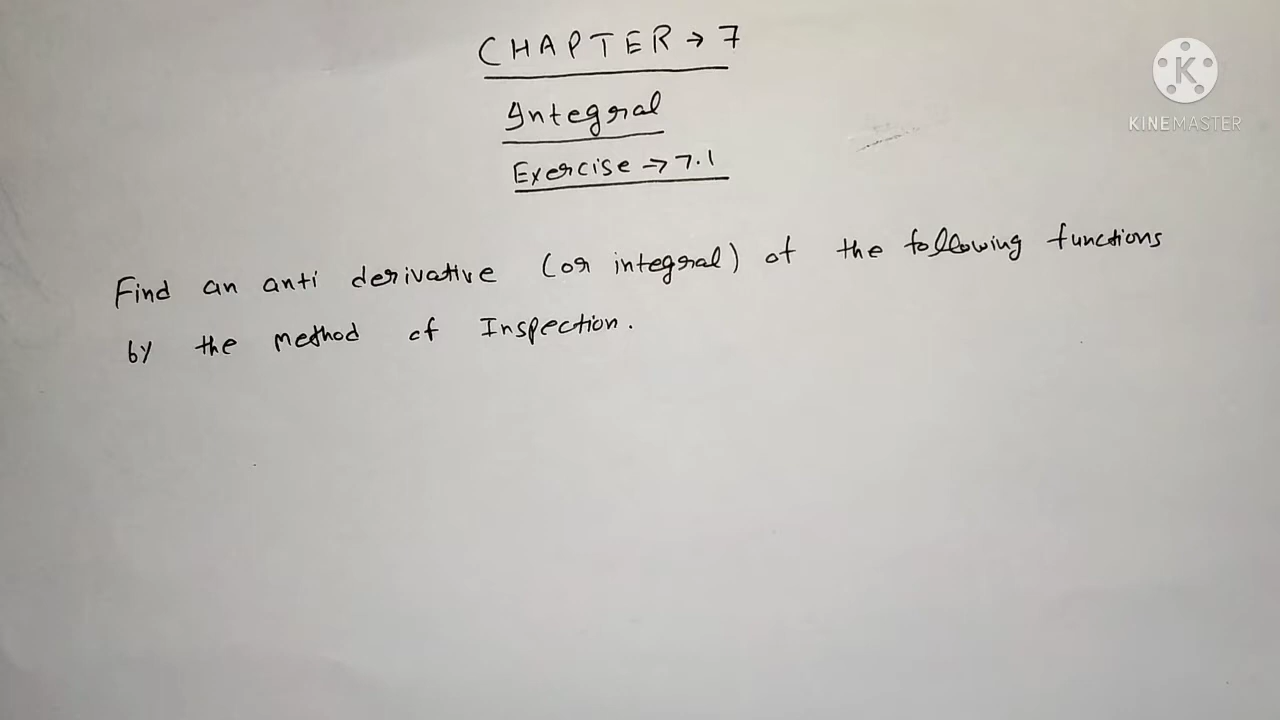 CHAPTER → 7
Integral
Exercise → 7.1
KINEMASTER
Find an anti derivative (or integral) of the following functions
by the method of Inspection.